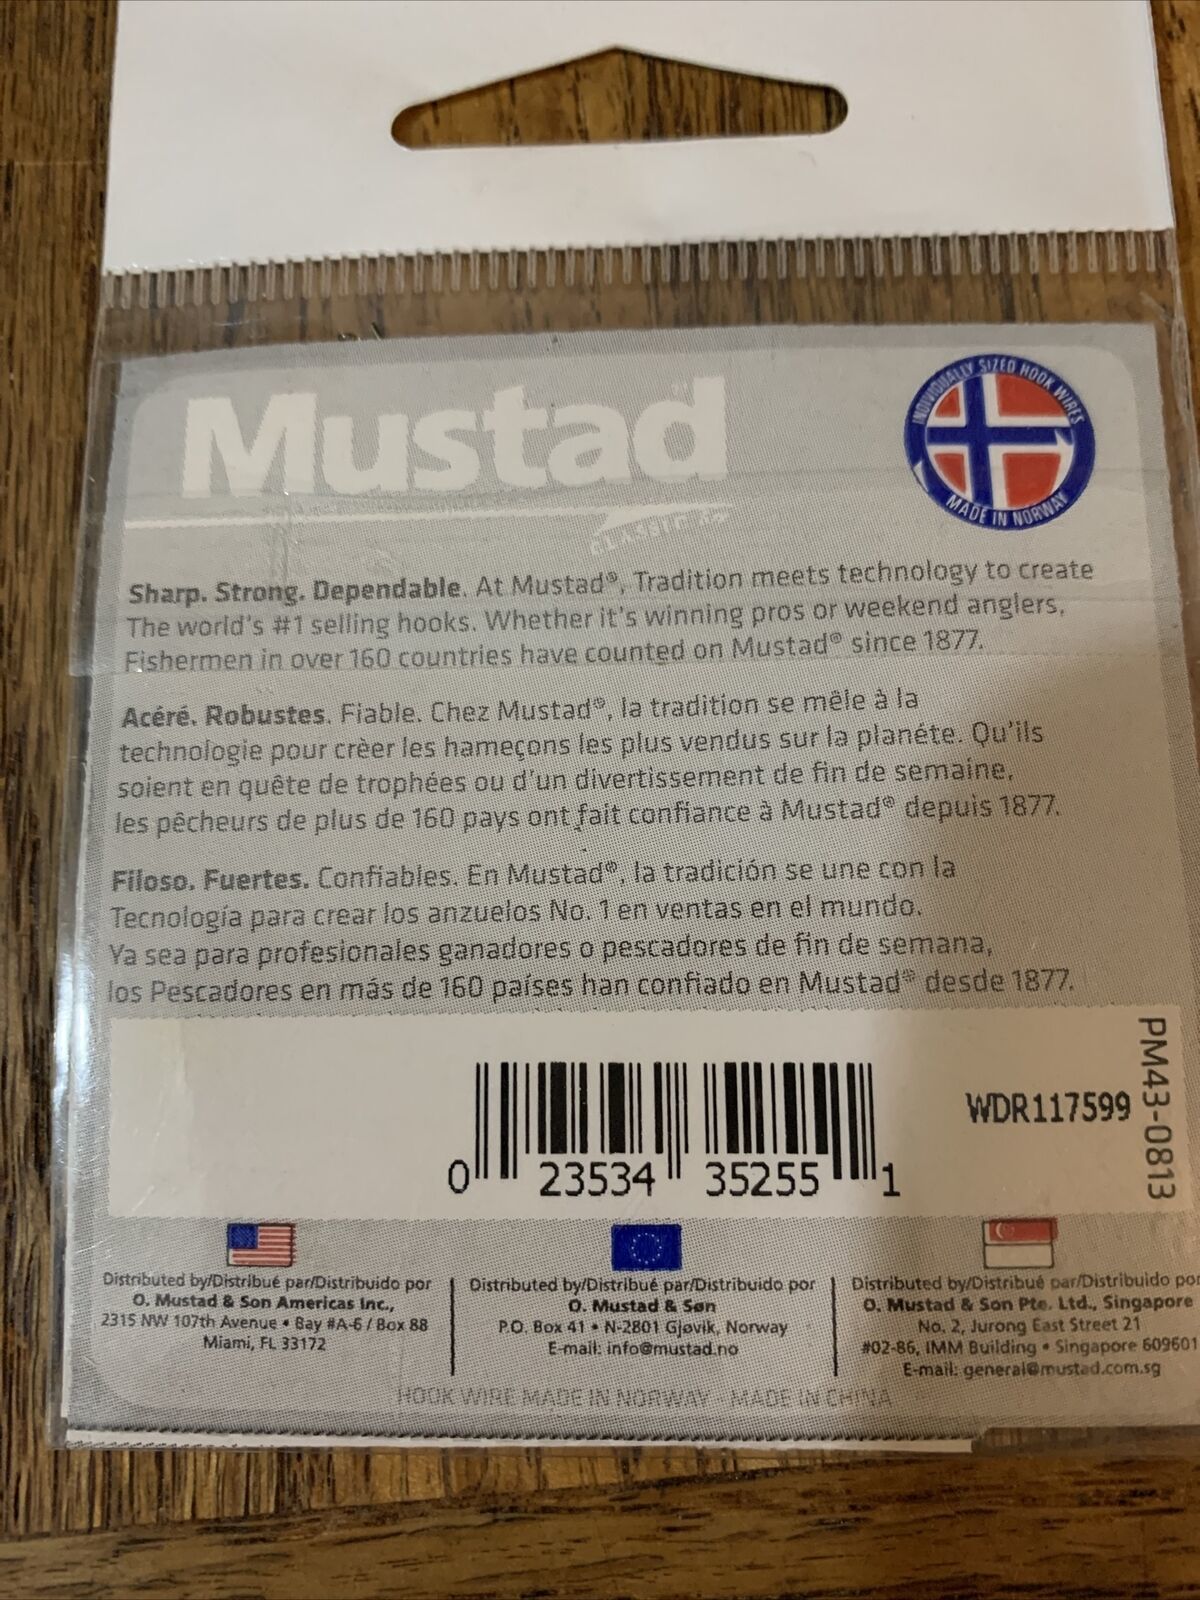 Mustad
CLASSIC
INDIVIDUALLY SIZED HOOK WIRES
MADE IN NORWAY
Sharp. Strong. Dependable. At Mustad®, Tradition meets technology to create
The world's #1 selling hooks. Whether it's winning pros or weekend anglers,
Fishermen in over 160 countries have counted on Mustad® since 1877.
Acéré. Robustes. Fiable. Chez Mustad®, la tradition se mêle à la
technologie pour crèer les hameçons les plus vendus sur la planéte. Qu'ils
soient en quête de trophées ou d'un divertissement de fin de semaine,
les pêcheurs de plus de 160 pays ont fait confiance à Mustad® depuis 1877.
Filoso. Fuertes. Confiables. En Mustad®, la tradición se une con la
Tecnología para crear los anzuelos No. 1 en ventas en el mundo.
Ya sea para profesionales ganadores o pescadores de fin de semana,
los Pescadores en más de 160 países han confiado en Mustad® desde 1877.
WDR117599
PM43-0813
0 23534 35255 1
Distributed by/Distribué par/Distribuido por
O. Mustad & Son Americas Inc.,
2315 NW 107th Avenue • Bay #A-6 / Box 88
Miami, FL 33172
Distributed by/Distribué par/Distribuido por
O. Mustad & Søn
P.O. Box 41 • N-2801 Gjøvik, Norway
E-mail: info@mustad.no
Distributed by/Distribué par/Distribuido por
O. Mustad & Son Pte. Ltd., Singapore
No. 2, Jurong East Street 21
#02-86, IMM Building • Singapore 609601
E-mail: general@mustad.com.sg
HOOK WIRE MADE IN NORWAY - MADE IN CHINA